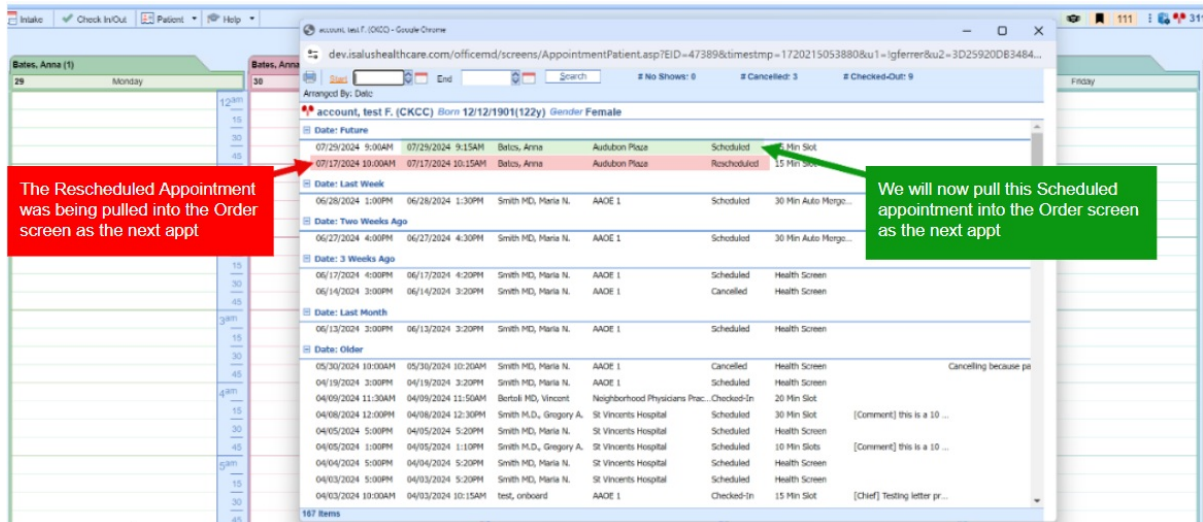 Intake Check In/Out Patient Help 111
account, test F. (CKCC) - Google Chrome
dev.isalushealthcare.com/officemd/screens/AppointmentPatient.asp?EID=47389&timestmp=1720215053880&u1=!gferrer&u2=3D25920DB3484...
Bates, Anna (1)
Bates, Anna
29 Monday
30
Friday
Start End Search # No Shows: 0 # Cancelled: 3 # Checked-Out: 9
Arranged By: Date
account, test F. (CKCC) Born 12/12/1901(122y) Gender Female
Date: Future
07/29/2024 9:00AM 07/29/2024 9:15AM Bates, Anna Audubon Plaza Scheduled Min Slot
07/17/2024 10:00AM 07/17/2024 10:15AM Bates, Anna Audubon Plaza Rescheduled 15 Min Slot
Date: Last Week
06/28/2024 1:00PM 06/28/2024 1:30PM Smith MD, Maria N. AAOE 1 Scheduled 30 Min Auto Merge...
Date: Two Weeks Ago
06/27/2024 4:00PM 06/27/2024 4:30PM Smith MD, Maria N. AAOE 1 Scheduled 30 Min Auto Merge...
Date: 3 Weeks Ago
06/17/2024 4:00PM 06/17/2024 4:20PM Smith MD, Maria N. AAOE 1 Scheduled Health Screen
06/14/2024 3:00PM 06/14/2024 3:20PM Smith MD, Maria N. AAOE 1 Cancelled Health Screen
Date: Last Month
06/13/2024 3:00PM 06/13/2024 3:20PM Smith MD, Maria N. AAOE 1 Scheduled Health Screen
Date: Older
05/30/2024 10:00AM 05/30/2024 10:20AM Smith MD, Maria N. AAOE 1 Cancelled Health Screen Cancelling because pa
04/19/2024 3:00PM 04/19/2024 3:20PM Smith MD, Maria N. AAOE 1 Scheduled Health Screen
04/09/2024 11:30AM 04/09/2024 11:50AM Bertoli MD, Vincent Neighborhood Physicians Prac... Checked-In 20 Min Slot
04/08/2024 12:00PM 04/08/2024 12:30PM Smith M.D., Gregory A. St Vincents Hospital Scheduled 30 Min Slot [Comment] this is a 10 ...
04/05/2024 5:00PM 04/05/2024 5:20PM Smith MD, Maria N. St Vincents Hospital Scheduled Health Screen
04/05/2024 1:00PM 04/05/2024 1:10PM Smith M.D., Gregory A. St Vincents Hospital Scheduled 10 Min Slots [Comment] this is a 10 ...
04/04/2024 5:00PM 04/04/2024 5:20PM Smith MD, Maria N. St Vincents Hospital Scheduled Health Screen
04/03/2024 5:00PM 04/03/2024 5:20PM Smith MD, Maria N. St Vincents Hospital Scheduled Health Screen
04/03/2024 10:00AM 04/03/2024 10:15AM test, onboard AAOE 1 Checked-In 15 Min Slot [Chief] Testing letter pr...
167 Items
The Rescheduled Appointment
was being pulled into the Order
screen as the next appt
We will now pull this Scheduled
appointment into the Order screen
as the next appt
12am
15
30
45
15
30
45
3am
15
30
45
4am
15
30
45
5am
15
30
45